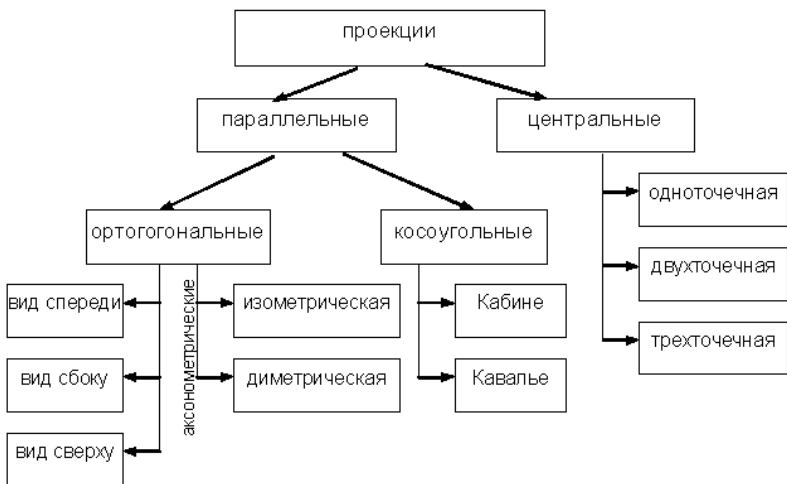 проекции
параллельные
центральные
одноточечная
ортогогональные
косоугольные
двухточечная
вид спереди
аксонометрические
изометрическая
Кабине
трехточечная
вид сбоку
диметрическая
Кавалье
вид сверху